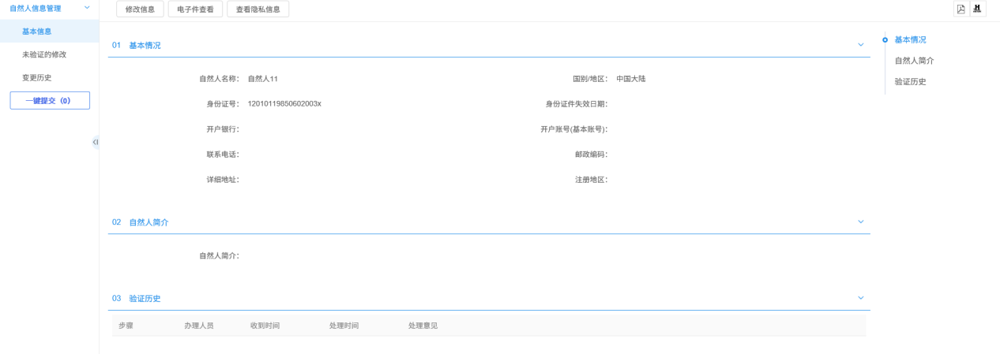 自然人信息管理
修改信息 电子件查看 查看隐私信息
基本信息
未验证的修改
变更历史
一键提交（0）
01 基本情况
自然人名称： 自然人11 国别/地区： 中国大陆
身份证号： 12010119850602003x 身份证件失效日期：
开户银行： 开户账号(基本账号)：
联系电话： 邮政编码：
详细地址： 注册地区：
02 自然人简介
自然人简介：
03 验证历史
步骤 办理人员 收到时间 处理时间 处理意见
基本情况
自然人简介
验证历史